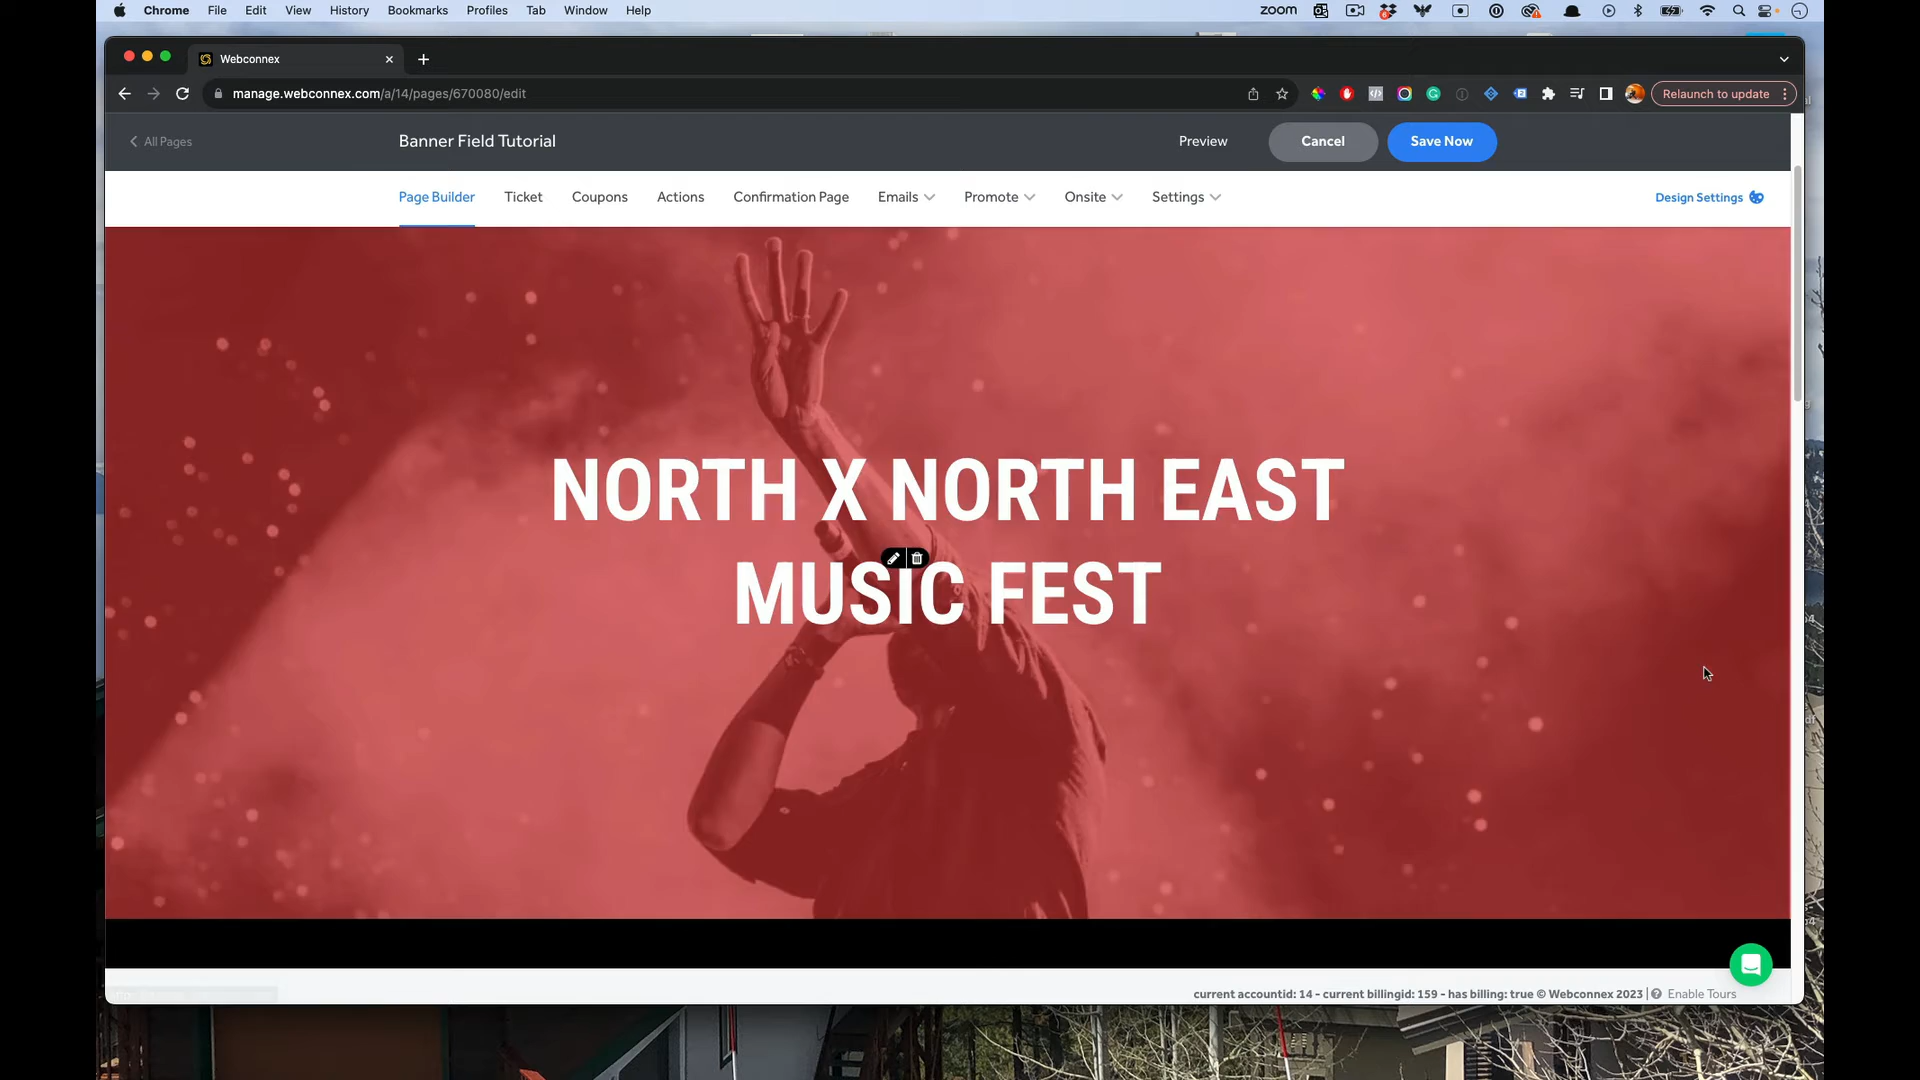 Chrome File Edit View History Bookmarks Profiles Tab Window Help zoom
Webconnex
manage.webconnex.com/a/14/pages/670080/edit Relaunch to update
All Pages Banner Field Tutorial Preview Cancel Save Now
Page Builder Ticket Coupons Actions Confirmation Page Emails Promote Onsite Settings Design Settings
NORTH X NORTH EAST
MUSIC FEST
current accountid: 14 - current billingid: 159 - has billing: true © Webconnex 2023 | Enable Tours